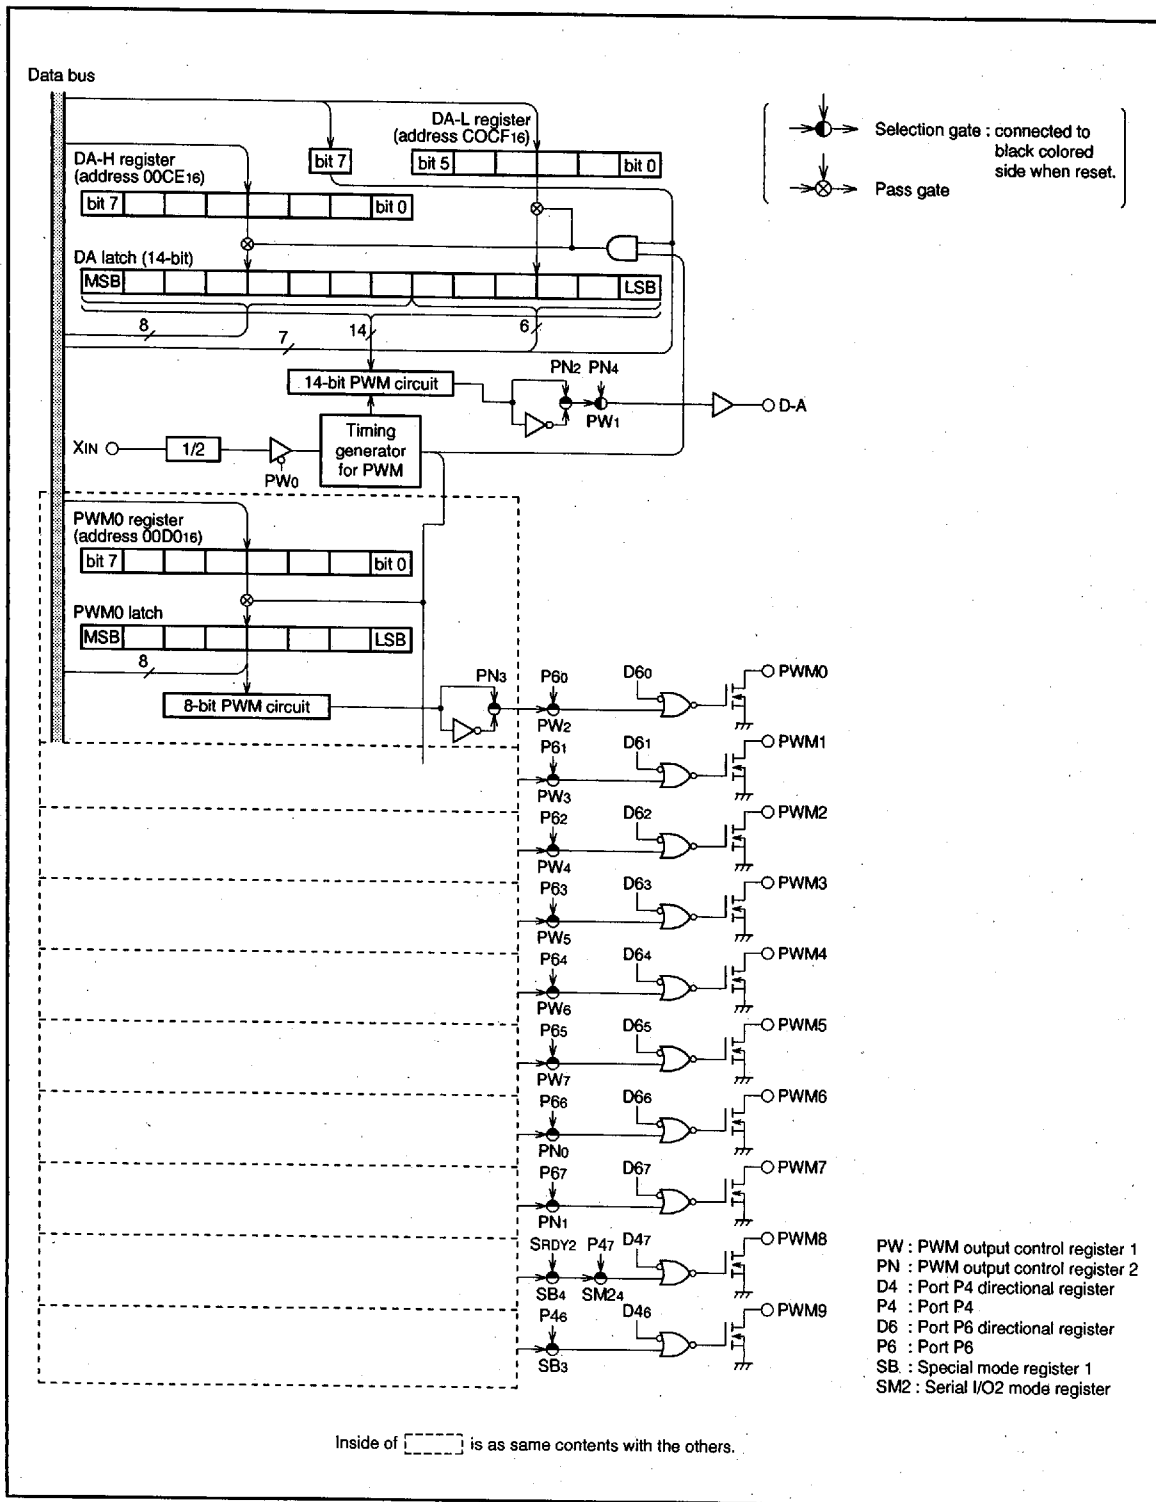 Data bus
DA-L register
(address COCF16)
bit 7
bit 5
bit 0
DA-H register
(address 00CE16)
bit 7
bit 0
DA latch (14-bit)
MSB
LSB
8
7
14
6
14-bit PWM circuit
PN2
PN4
PW1
D-A
XIN
1/2
PW0
Timing
generator
for PWM
Selection gate : connected to
black colored
side when reset.
Pass gate
PWM0 register
(address 00D016)
bit 7
bit 0
PWM0 latch
MSB
LSB
8
8-bit PWM circuit
PN3
P60
PW2
D60
PWM0
P61
PW3
D61
PWM1
P62
PW4
D62
PWM2
P63
PW5
D63
PWM3
P64
PW6
D64
PWM4
P65
PW7
D65
PWM5
P66
PN0
D66
PWM6
P67
PN1
D67
PWM7
SRDY2
SB4
P47
SM24
D47
PWM8
P46
SB3
D46
PWM9
PW : PWM output control register 1
PN : PWM output control register 2
D4 : Port P4 directional register
P4 : Port P4
D6 : Port P6 directional register
P6 : Port P6
SB : Special mode register 1
SM2 : Serial I/O2 mode register
Inside of is as same contents with the others.